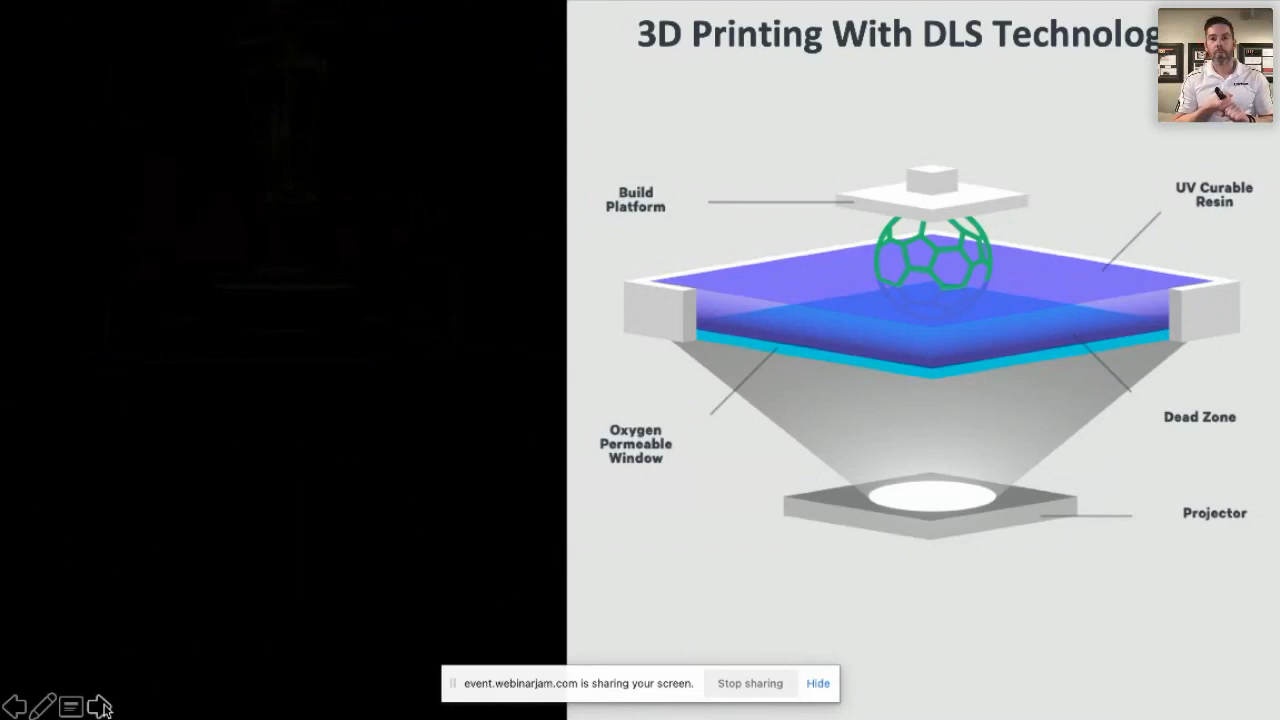 3D Printing With DLS Technolog
Build
Platform
UV Curable
Resin
Oxygen
Permeable
Window
Dead Zone
Projector
event.webinarjam.com is sharing your screen.
Stop sharing
Hide